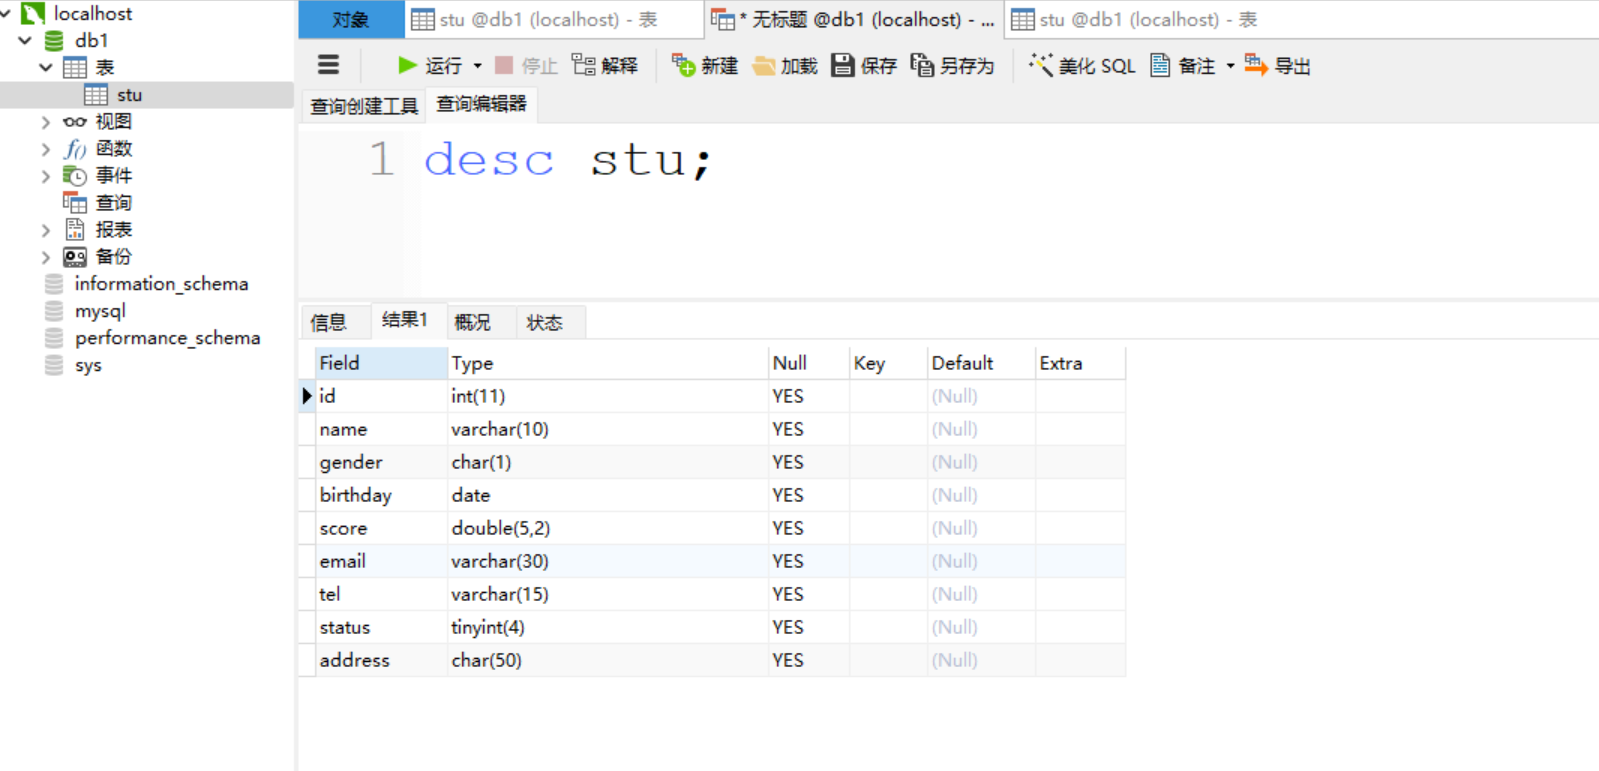 localhost
db1
表
stu
视图
f() 函数
事件
查询
报表
备份
information_schema
mysql
performance_schema
sys
对象 stu @db1 (localhost) - 表 * 无标题 @db1 (localhost) - ... stu @db1 (localhost) - 表
运行 停止 解释 新建 加载 保存 另存为 美化 SQL 备注 导出
查询创建工具 查询编辑器
1 desc stu;
信息 结果1 概况 状态
Field Type Null Key Default Extra
id int(11) YES (Null)
name varchar(10) YES (Null)
gender char(1) YES (Null)
birthday date YES (Null)
score double(5,2) YES (Null)
email varchar(30) YES (Null)
tel varchar(15) YES (Null)
status tinyint(4) YES (Null)
address char(50) YES (Null)